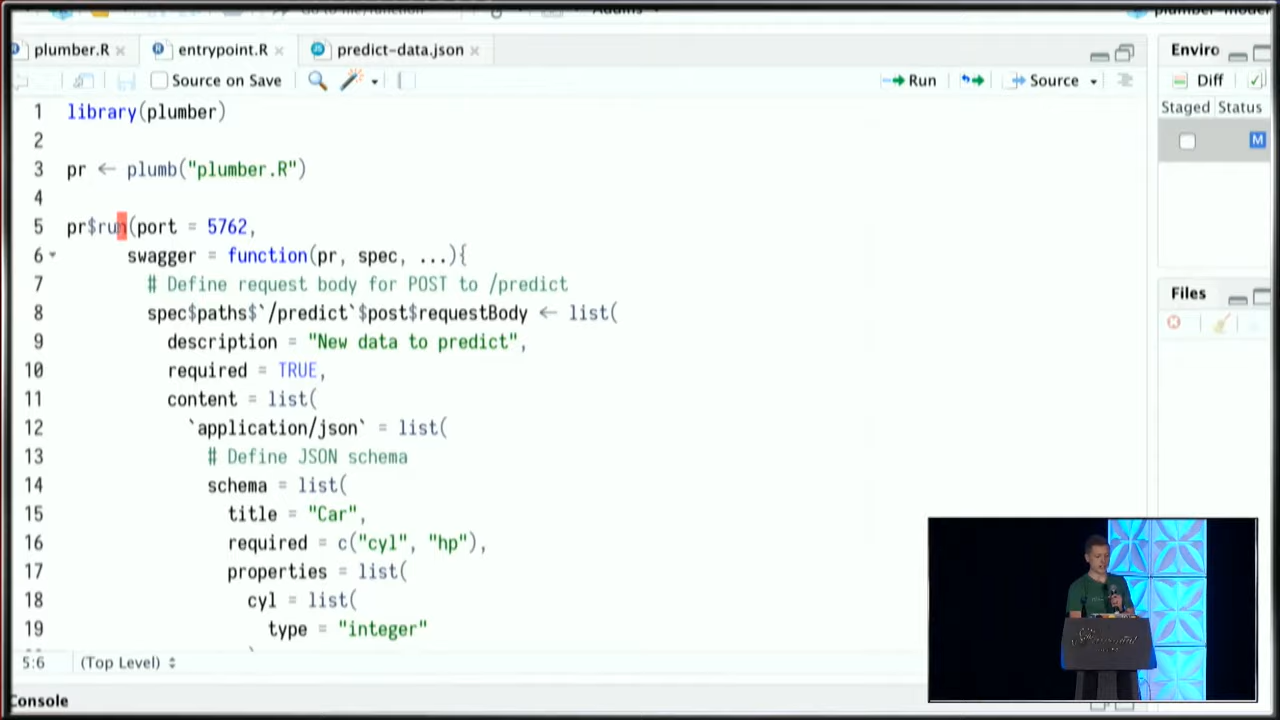 plumber.R
entrypoint.R
predict-data.json
Source on Save
Run
Source
Enviro
Diff
Staged Status
M
1 library(plumber)
2
3 pr ← plumb("plumber.R")
4
5 pr$run(port = 5762,
6 swagger = function(pr, spec, ...){
7 # Define request body for POST to /predict
8 spec$paths$`/predict`$post$requestBody ← list(
9 description = "New data to predict",
10 required = TRUE,
11 content = list(
12 `application/json` = list(
13 # Define JSON schema
14 schema = list(
15 title = "Car",
16 required = c("cyl", "hp"),
17 properties = list(
18 cyl = list(
19 type = "integer"
Files
5:6 (Top Level)
Console